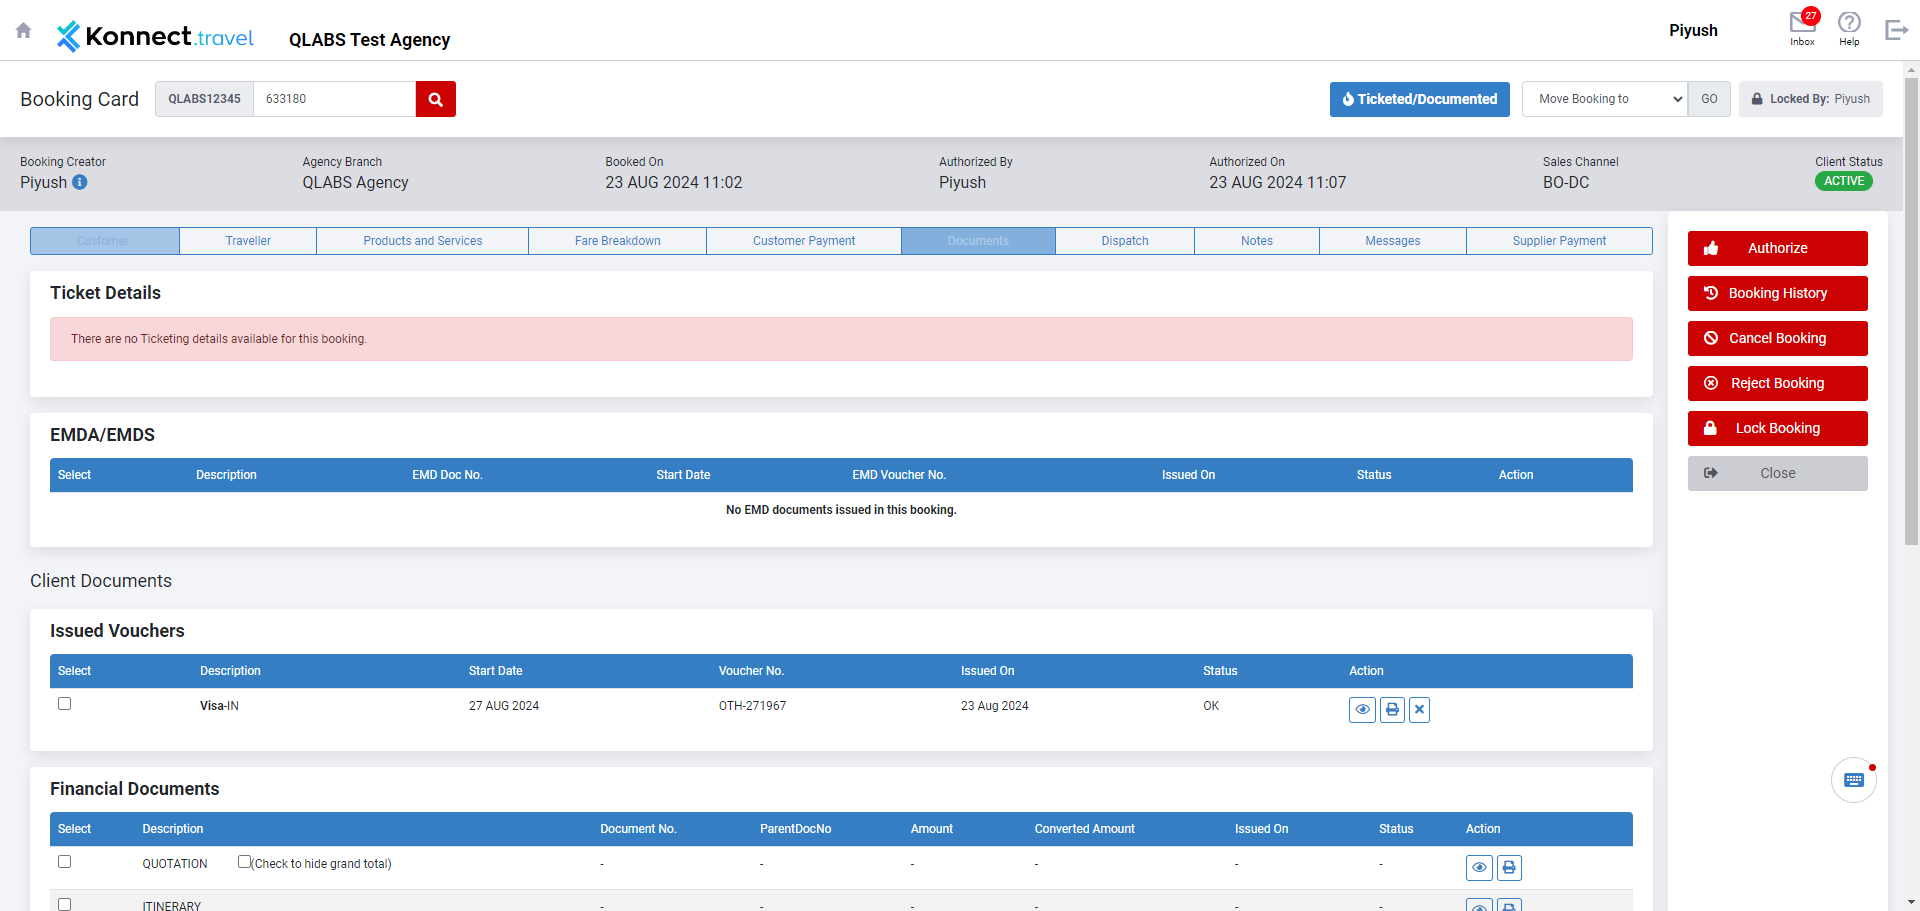 Konnect.travel
QLABS Test Agency
Piyush
27
Inbox
Help
Booking Card
QLABS12345
633180
Ticketed/Documented
Move Booking to
GO
Locked By: Piyush
Booking Creator
Piyush
Agency Branch
QLABS Agency
Booked On
23 AUG 2024 11:02
Authorized By
Piyush
Authorized On
23 AUG 2024 11:07
Sales Channel
BO-DC
Client Status
ACTIVE
Customer
Traveller
Products and Services
Fare Breakdown
Customer Payment
Documents
Dispatch
Notes
Messages
Supplier Payment
Authorize
Booking History
Cancel Booking
Reject Booking
Lock Booking
Close
Ticket Details
There are no Ticketing details available for this booking.
EMDA/EMDS
Select Description EMD Doc No. Start Date EMD Voucher No. Issued On Status Action
No EMD documents issued in this booking.
Client Documents
Issued Vouchers
Select Description Start Date Voucher No. Issued On Status Action
Visa-IN 27 AUG 2024 OTH-271967 23 Aug 2024 OK
Financial Documents
Select Description Document No. ParentDocNo Amount Converted Amount Issued On Status Action
QUOTATION (Check to hide grand total) - - - - - -
ITINERARY - - - - - -